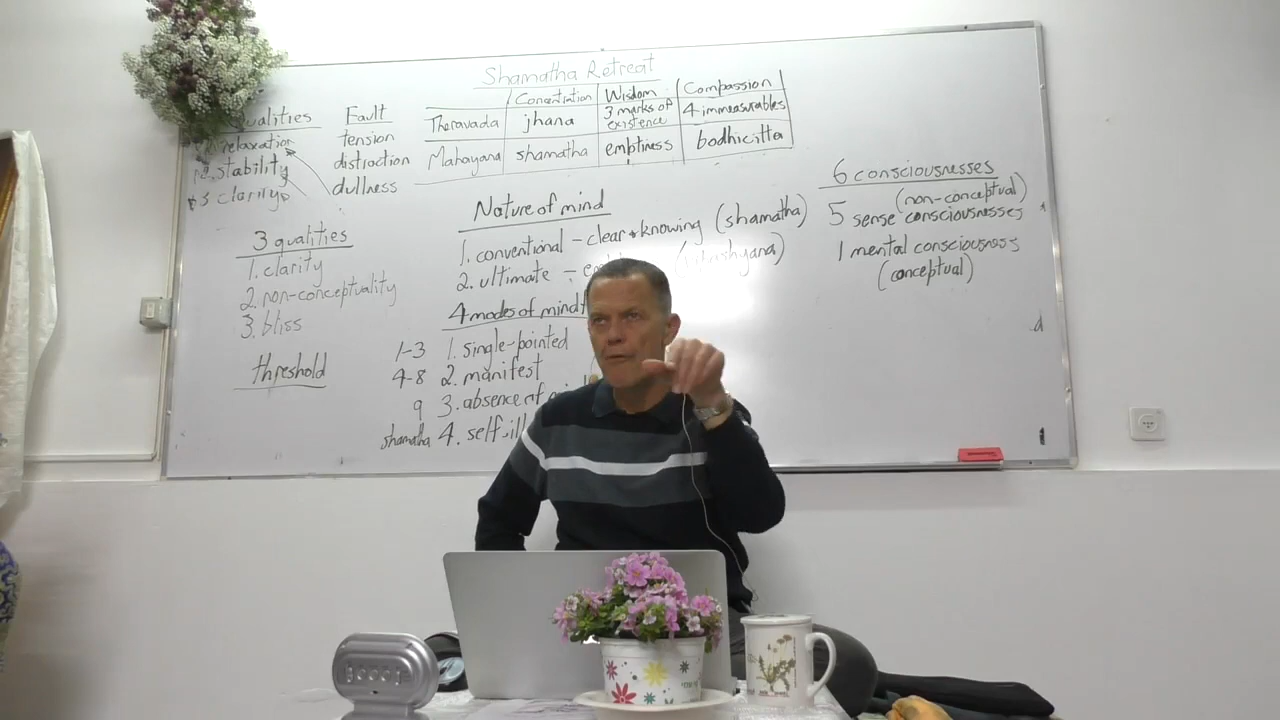 Shamatha Retreat
Concentration Wisdom Compassion
Theravada jhana 3 marks of existence 4 immeasurables
Mahayana shamatha emptiness bodhicitta
Qualities Fault
relaxation tension
2. stability distraction
3 clarity dullness
3 qualities
1. clarity
2. non-conceptuality
3. bliss
threshold
Nature of mind
1. conventional - clear + knowing (shamatha)
2. ultimate -
4 modes of
1-3 1. single-pointed
4-8 2. manifest
9 3. absence of
shamatha 4.
6 consciousnesses
(non-conceptual)
5 sense consciousnesses
1 mental consciousness
(conceptual)